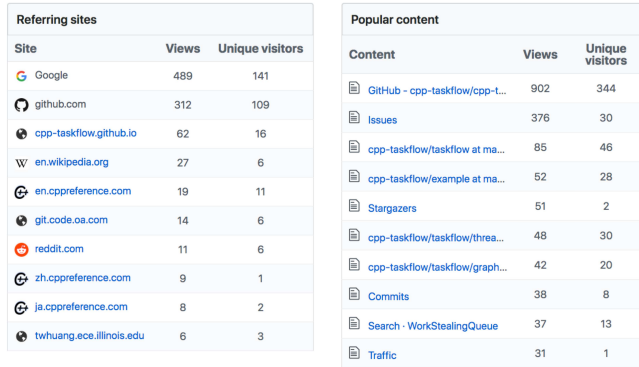 Referring sites
Site Views Unique visitors
Google 489 141
github.com 312 109
cpp-taskflow.github.io 62 16
en.wikipedia.org 27 6
en.cppreference.com 19 11
git.code.oa.com 14 6
reddit.com 11 6
zh.cppreference.com 9 1
ja.cppreference.com 8 2
twhuang.ece.illinois.edu 6 3
Popular content
Content Views Unique visitors
GitHub - cpp-taskflow/cpp-t... 902 344
Issues 376 30
cpp-taskflow/taskflow at ma... 85 46
cpp-taskflow/example at ma... 52 28
Stargazers 51 2
cpp-taskflow/taskflow/threa... 48 30
cpp-taskflow/taskflow/graph... 42 20
Commits 38 8
Search · WorkStealingQueue 37 13
Traffic 31 1